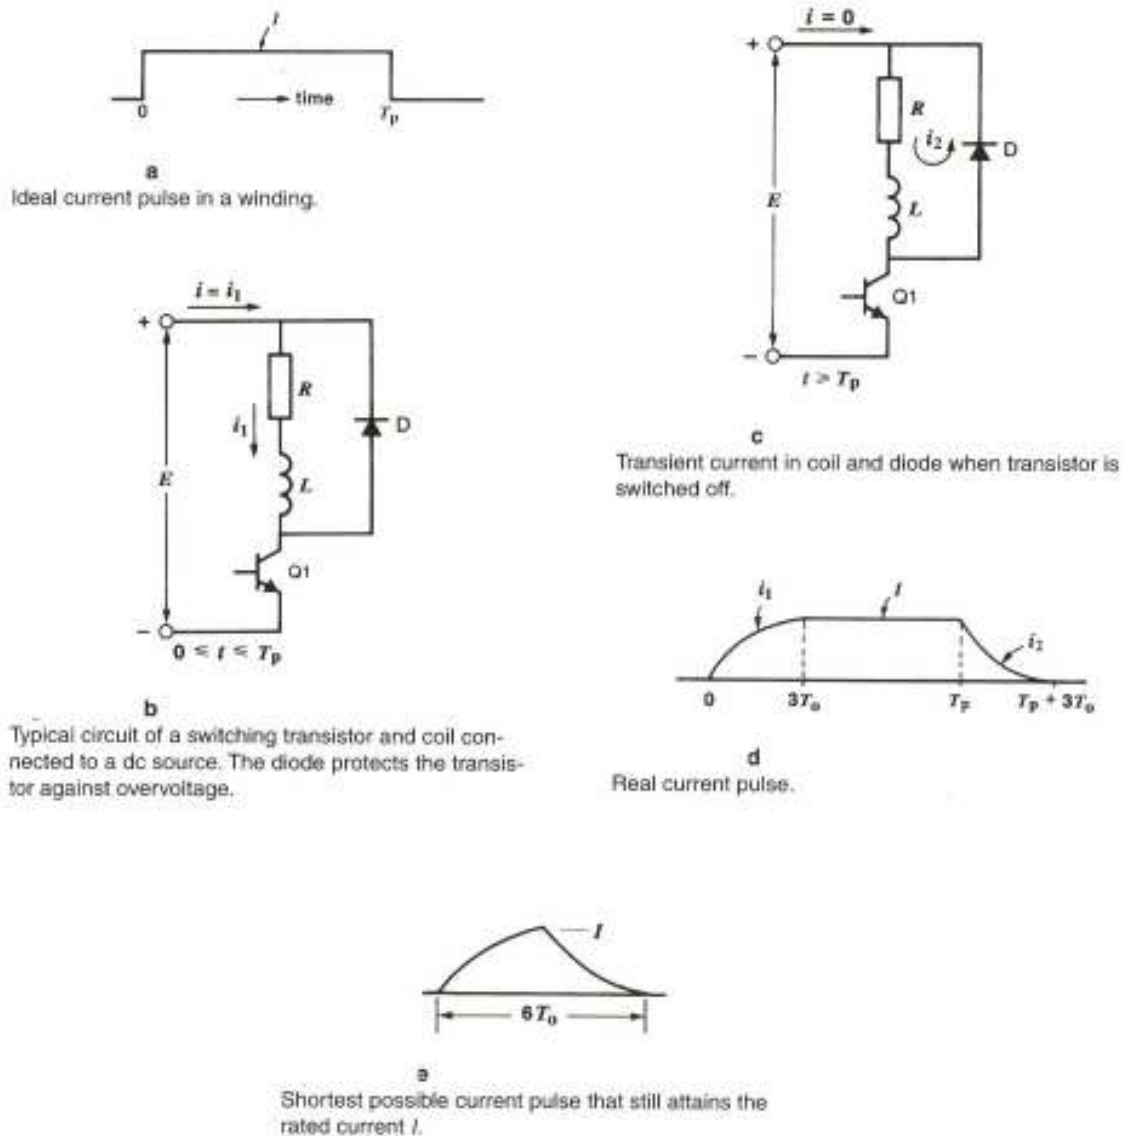 I
0
time
Tp
a
Ideal current pulse in a winding.
i = i1
+
R
i1
D
E
L
Q1
−
0 ≤ t ≤ Tp
b
Typical circuit of a switching transistor and coil con-
nected to a dc source. The diode protects the transis-
tor against overvoltage.
i = 0
+
R
i2
D
E
L
Q1
−
t > Tp
c
Transient current in coil and diode when transistor is
switched off.
i1
I
i2
0
3To
Tp
Tp + 3To
d
Real current pulse.
I
6To
e
Shortest possible current pulse that still attains the
rated current I.